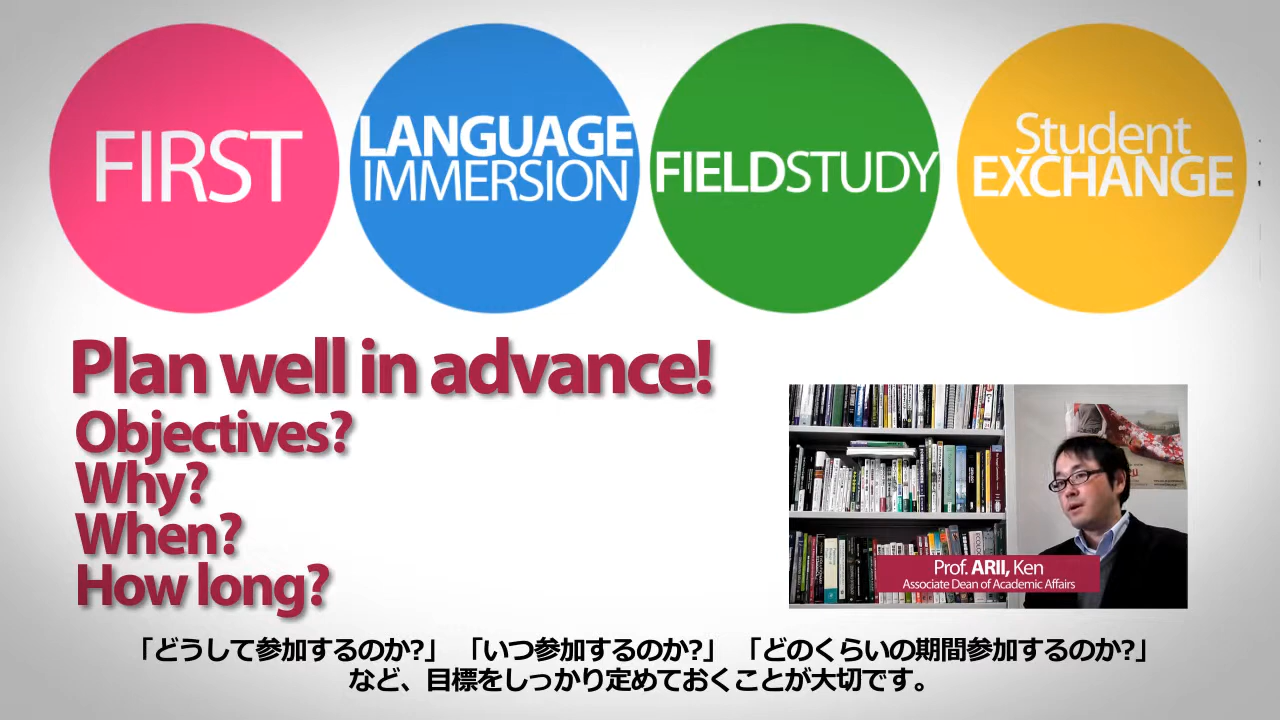 FIRST
LANGUAGE
IMMERSION
FIELDSTUDY
Student
EXCHANGE
Plan well in advance!
Objectives?
Why?
When?
How long?
Prof. ARII, Ken
Associate Dean of Academic Affairs
「どうして参加するのか?」 「いつ参加するのか?」 「どのくらいの期間参加するのか?」
など、目標をしっかり定めておくことが大切です。